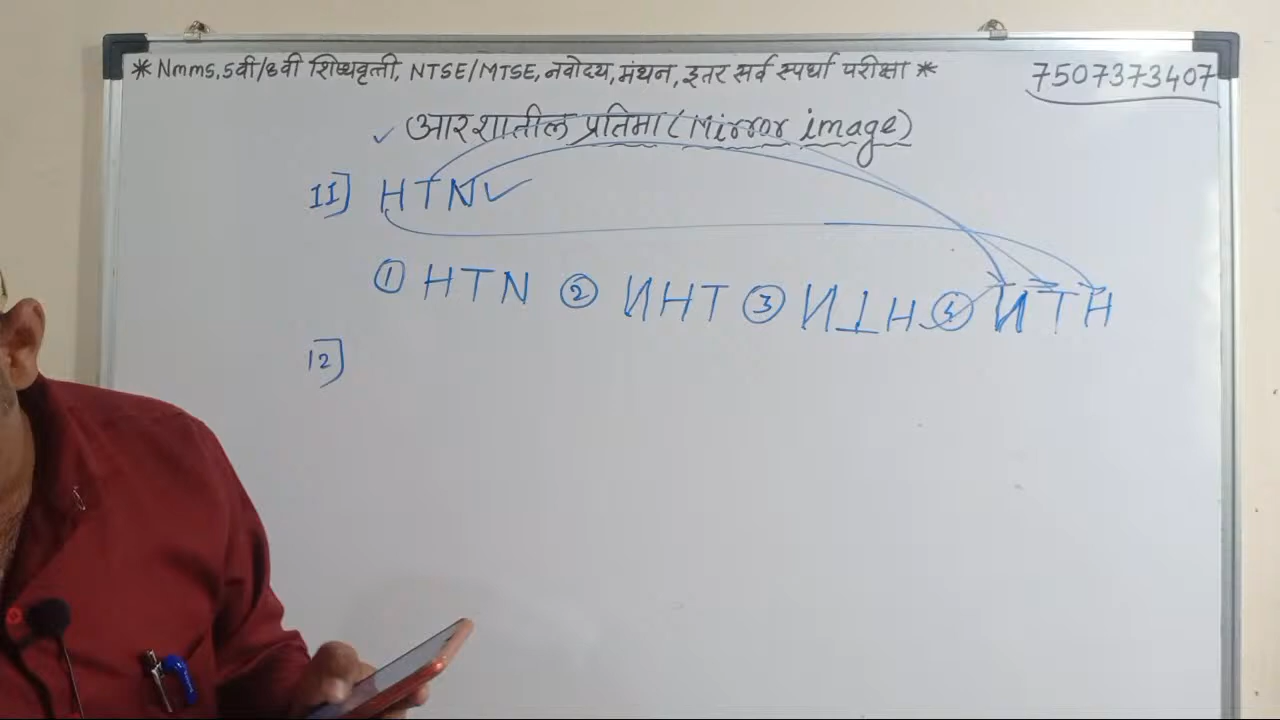 * Nmms, 5वी/8वी शिष्यवृत्ती, NTSE/MTSE, नवोदय, मंथन, इतर सर्व स्पर्धा परीक्षा *
7507373407
✓ आरशातील प्रतिमा (Mirror image)
11] HTN ✓
① HTN ② ИHT ③ И⊥H ④ ИTH
12]